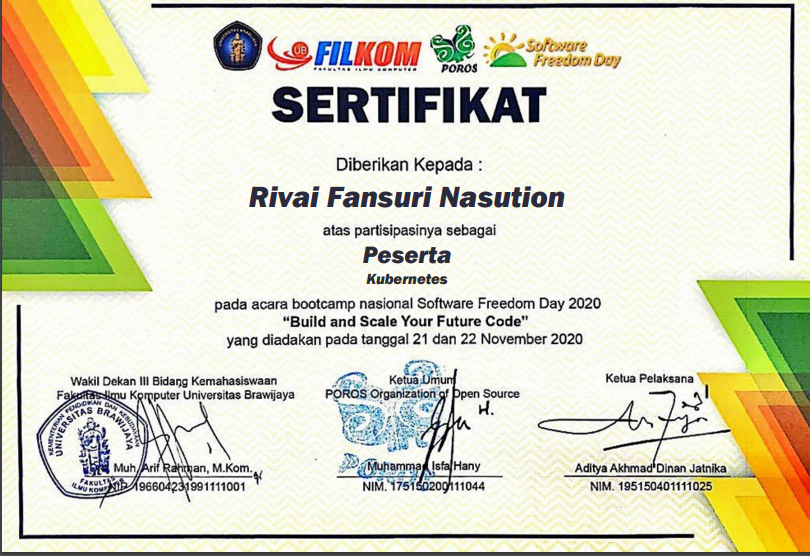 UNIVERSITAS BRAWIJAYA
UB FILKOM
FAKULTAS ILMU KOMPUTER
POROS
Software
Freedom Day
SERTIFIKAT
Diberikan Kepada :
Rivai Fansuri Nasution
atas partisipasinya sebagai
Peserta
Kubernetes
pada acara bootcamp nasional Software Freedom Day 2020
“Build and Scale Your Future Code”
yang diadakan pada tanggal 21 dan 22 November 2020
Wakil Dekan III Bidang Kemahasiswaan
Fakultas Ilmu Komputer Universitas Brawijaya
KEMENTERIAN PENDIDIKAN DAN KEBUDAYAAN
UNIVERSITAS BRAWIJAYA
FAKULTAS
ILMU KOMPUTER
Muh. Arif Rahman, M.Kom.
NIP. 196604231991111001
Ketua Umum
POROS Organization of Open Source
Muhammad Isfa Hany
NIM. 175150200111044
Ketua Pelaksana
Aditya Akhmad Dinan Jatnika
NIM. 195150401111025